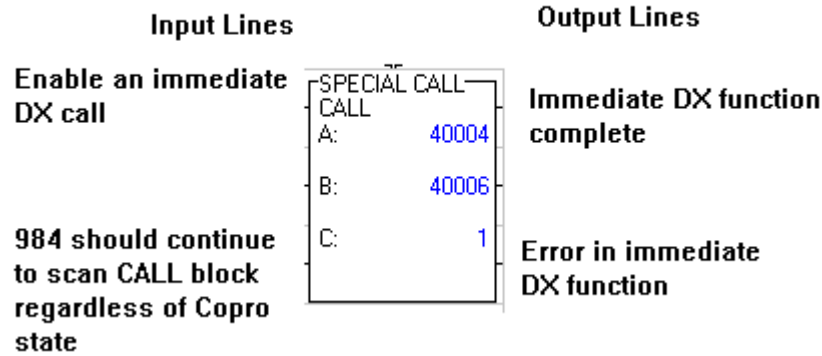 Input Lines
Output Lines
Enable an immediate
DX call
SPECIAL CALL
CALL
A: 40004
B: 40006
C: 1
Immediate DX function
complete
984 should continue
to scan CALL block
regardless of Copro
state
Error in immediate
DX function